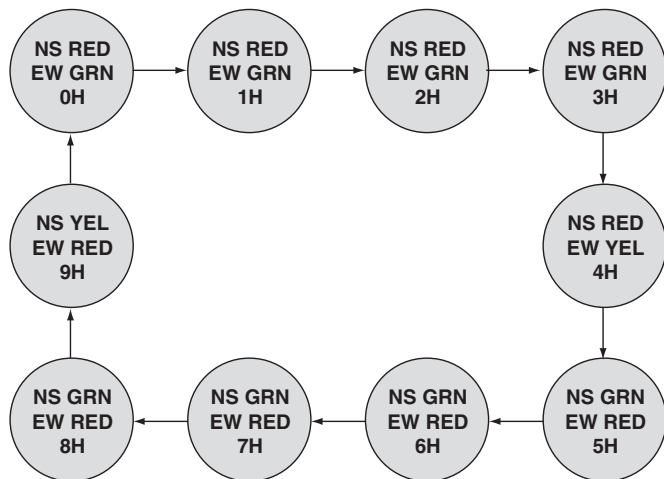 NS RED
EW GRN
0H
NS RED
EW GRN
1H
NS RED
EW GRN
2H
NS RED
EW GRN
3H
NS YEL
EW RED
9H
NS RED
EW YEL
4H
NS GRN
EW RED
8H
NS GRN
EW RED
7H
NS GRN
EW RED
6H
NS GRN
EW RED
5H